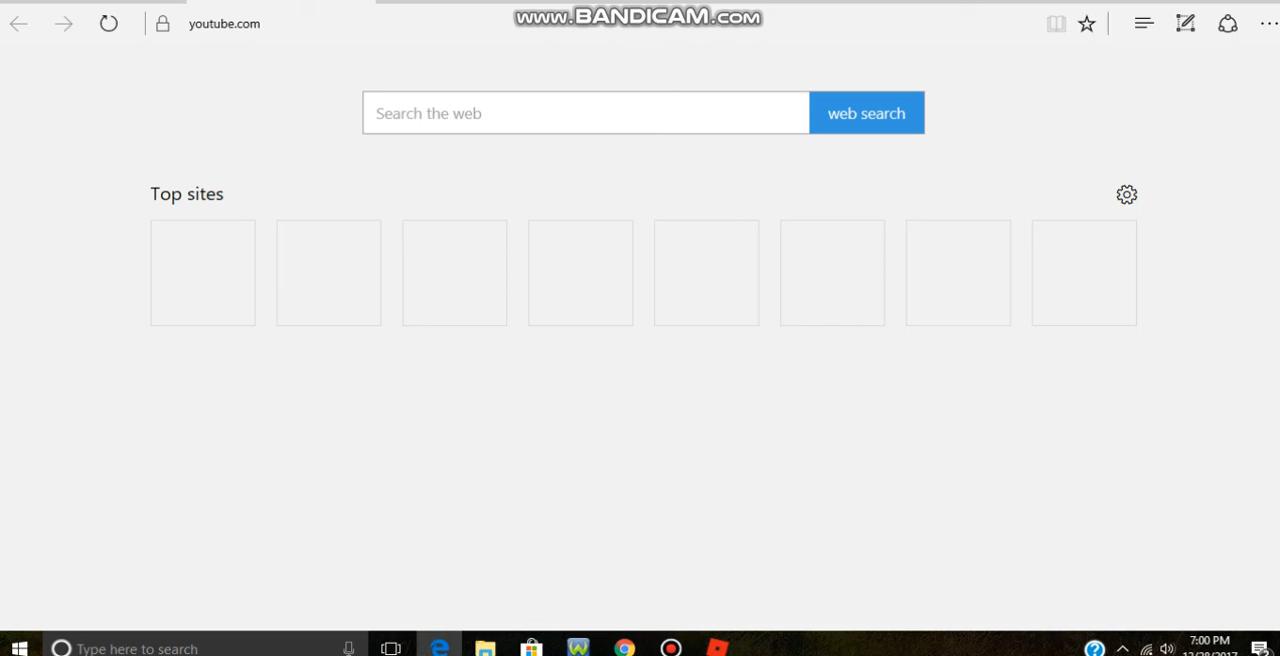 youtube.com
www.BANDICAM.com
Search the web
web search
Top sites
Type here to search
7:00 PM
12/28/2017